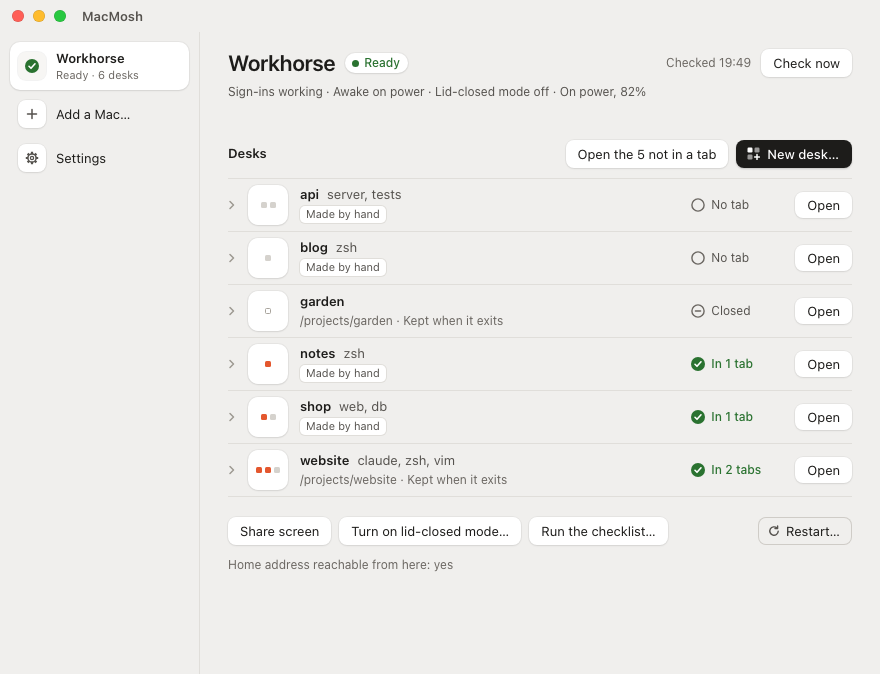 MacMosh
Workhorse
Ready · 6 desks
Add a Mac…
Settings
Workhorse Ready
Checked 19:49 Check now
Sign-ins working · Awake on power · Lid-closed mode off · On power, 82%
Desks
Open the 5 not in a tab New desk…
api server, tests
Made by hand
No tab Open
blog zsh
Made by hand
No tab Open
garden
/projects/garden · Kept when it exits
Closed Open
notes zsh
Made by hand
In 1 tab Open
shop web, db
Made by hand
In 1 tab Open
website claude, zsh, vim
/projects/website · Kept when it exits
In 2 tabs Open
Share screen Turn on lid-closed mode… Run the checklist… Restart…
Home address reachable from here: yes